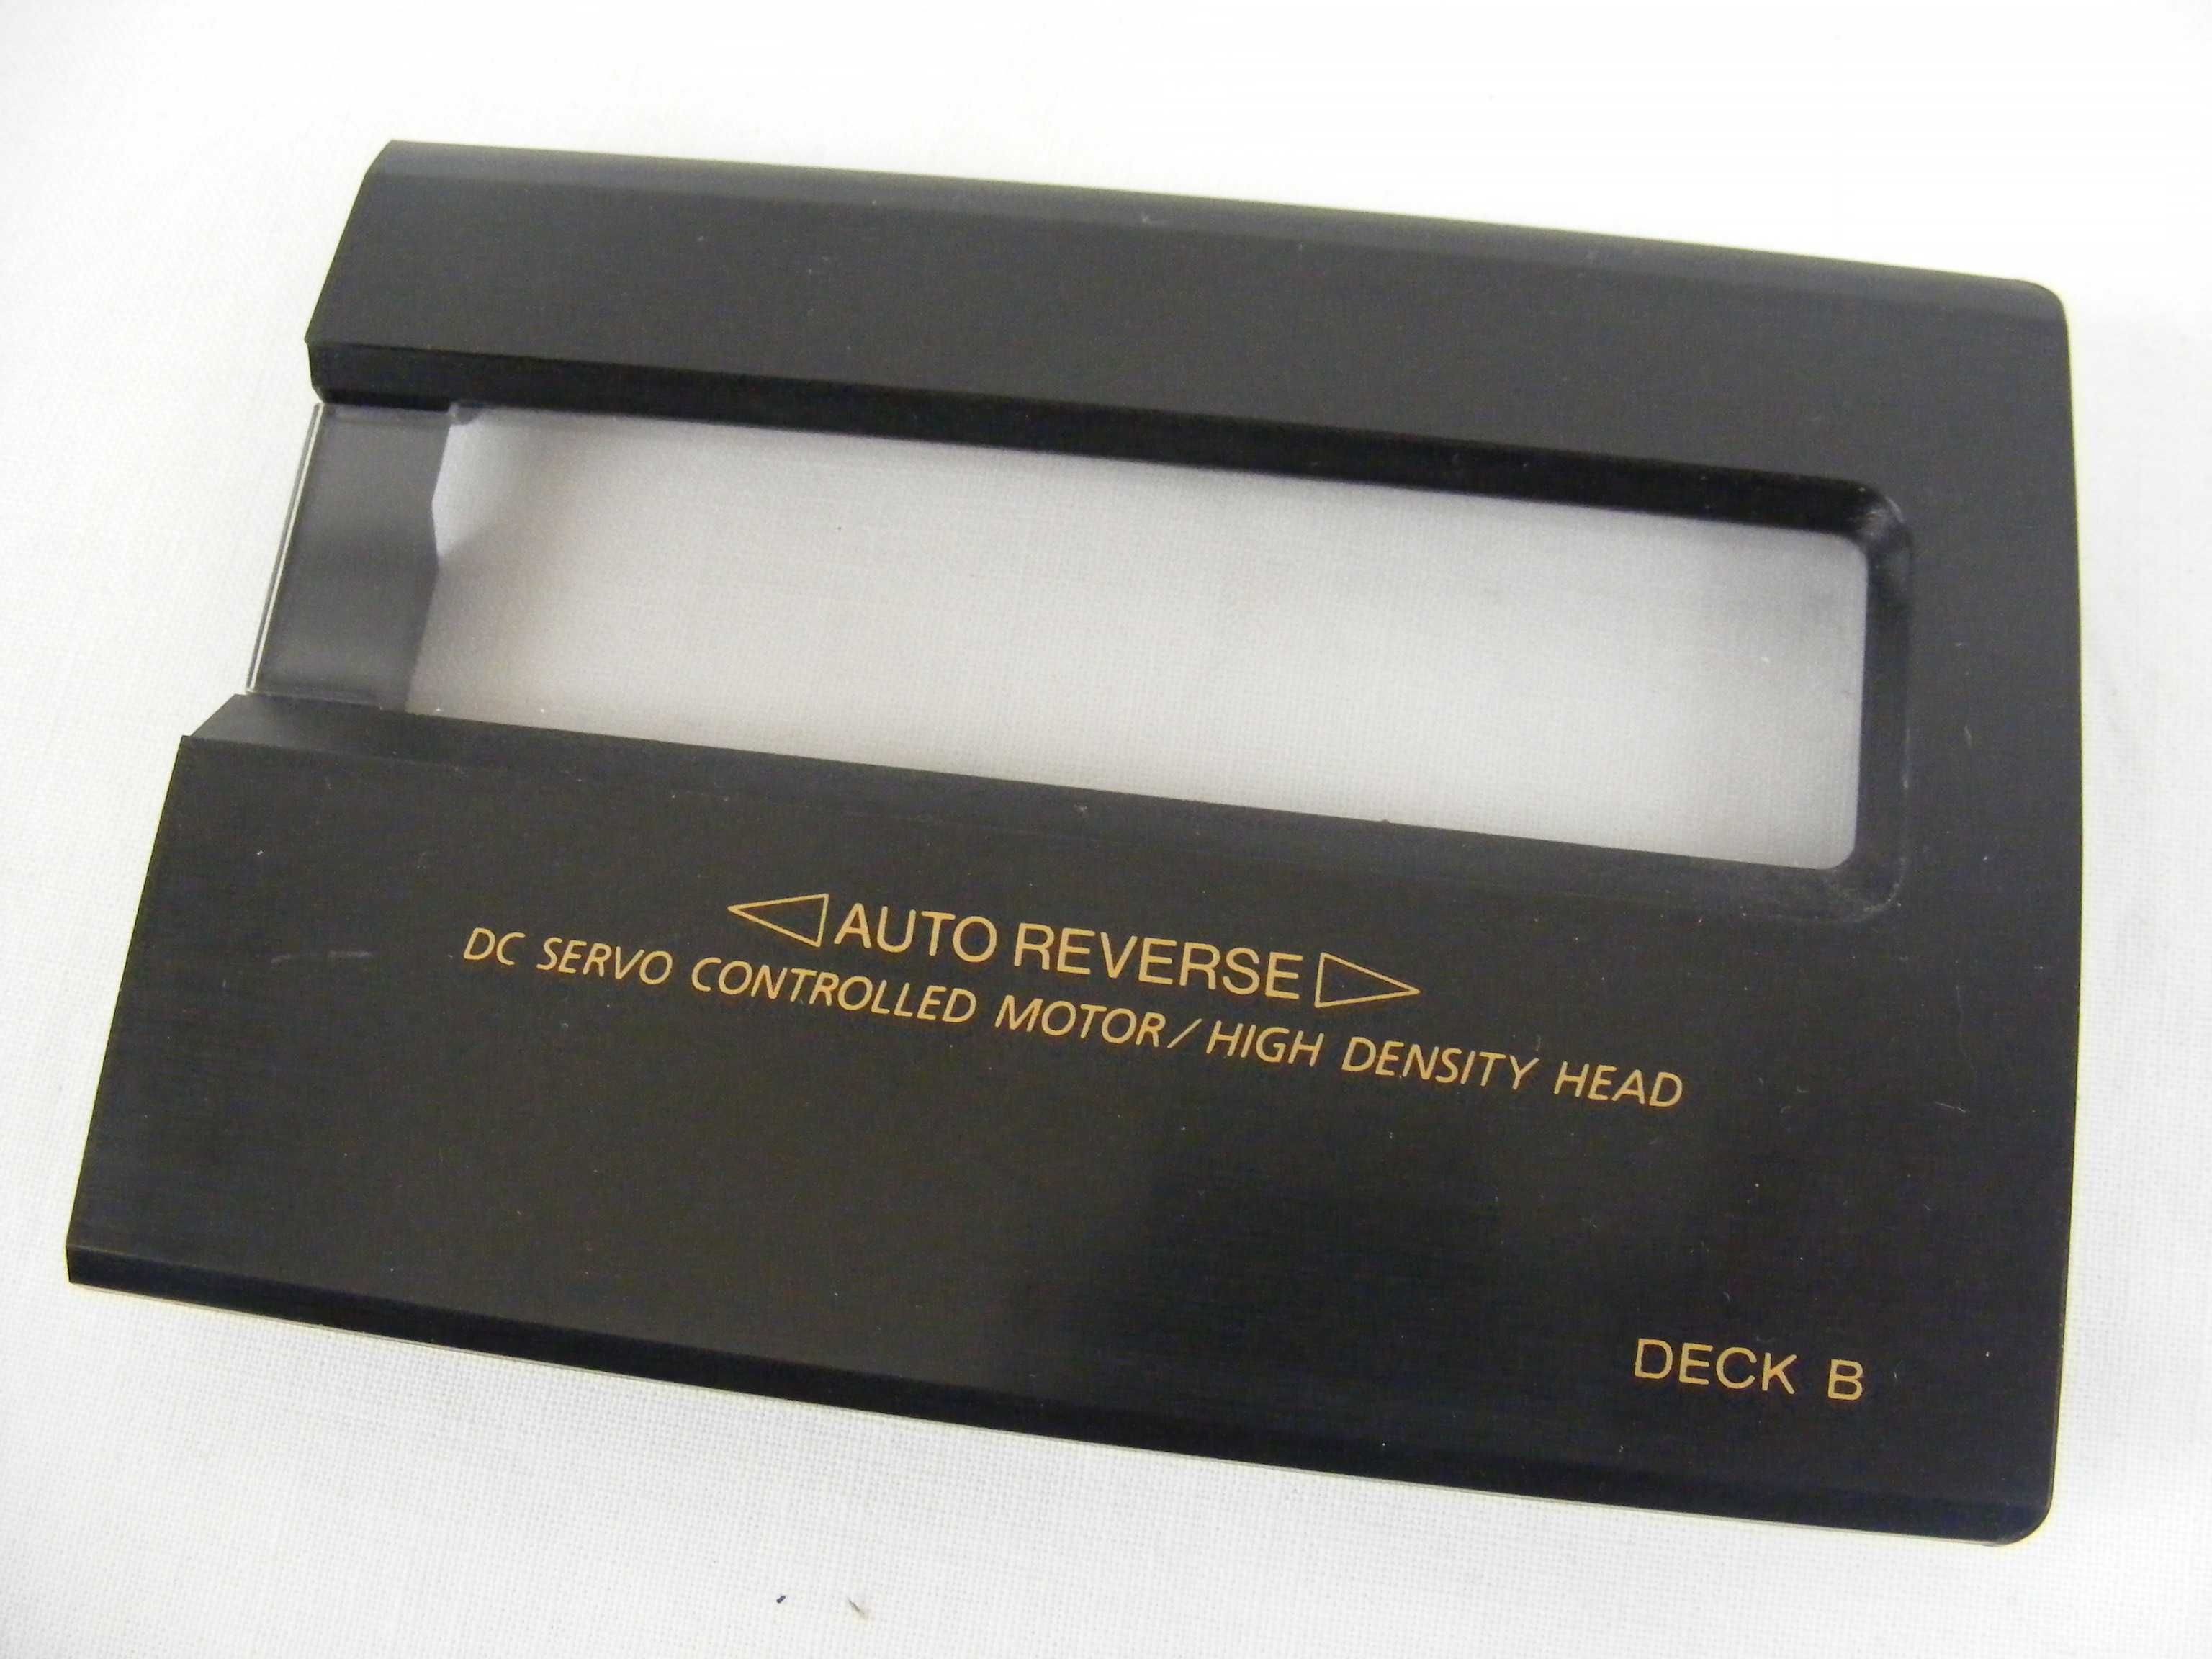 ◁AUTO REVERSE▷
DC SERVO CONTROLLED MOTOR/HIGH DENSITY HEAD
DECK B